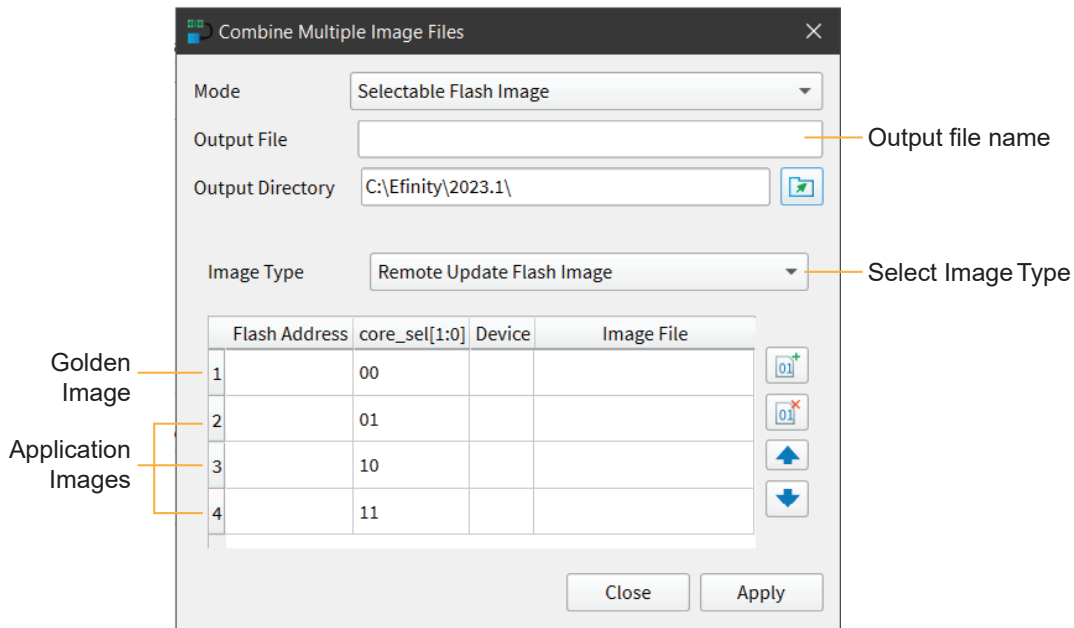 Combine Multiple Image Files
Mode
Selectable Flash Image
Output File
Output file name
Output Directory
C:\Efinity\2023.1\
Image Type
Remote Update Flash Image
Select Image Type
Flash Address core_sel[1:0] Device Image File
Golden
Image
1 00
01
Application
Images
2 01
01
3 10
4 11
Close
Apply